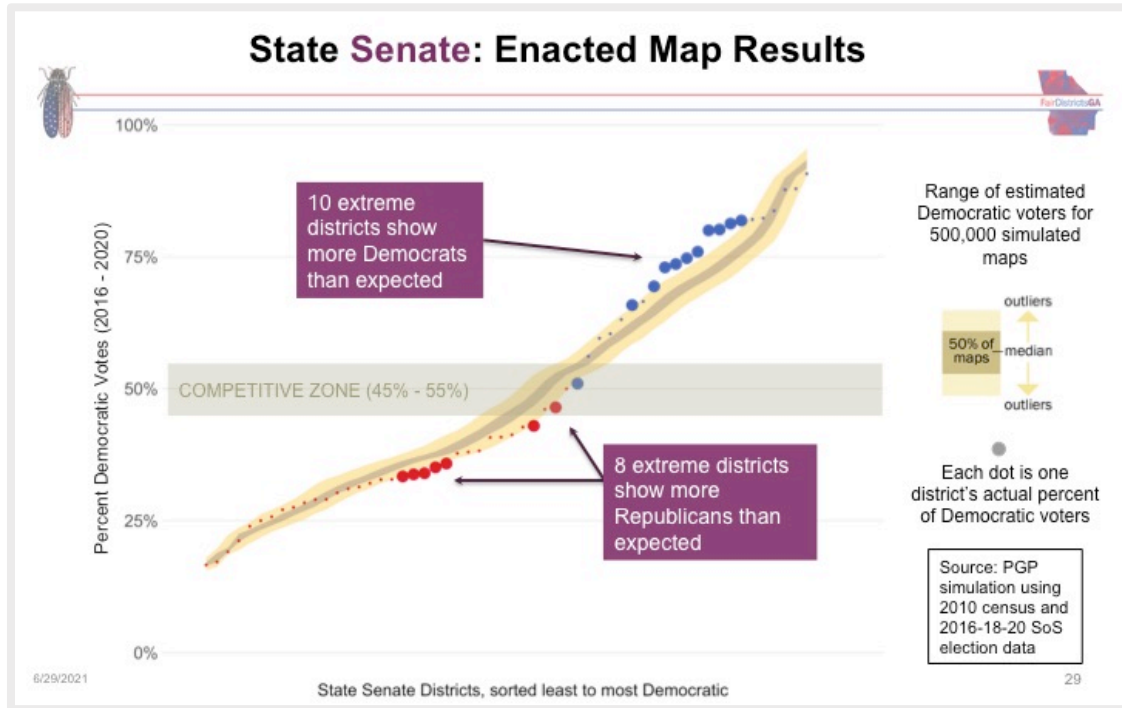 State Senate: Enacted Map Results
FairDistrictsGA
100%
75%
50%
25%
0%
Percent Democratic Votes (2016 - 2020)
10 extreme
districts show
more Democrats
than expected
COMPETITIVE ZONE (45% - 55%)
8 extreme districts
show more
Republicans than
expected
Range of estimated
Democratic voters for
500,000 simulated
maps
outliers
50% of
maps
median
outliers
Each dot is one
district's actual percent
of Democratic voters
Source: PGP
simulation using
2010 census and
2016-18-20 SoS
election data
6/29/2021
State Senate Districts, sorted least to most Democratic
29